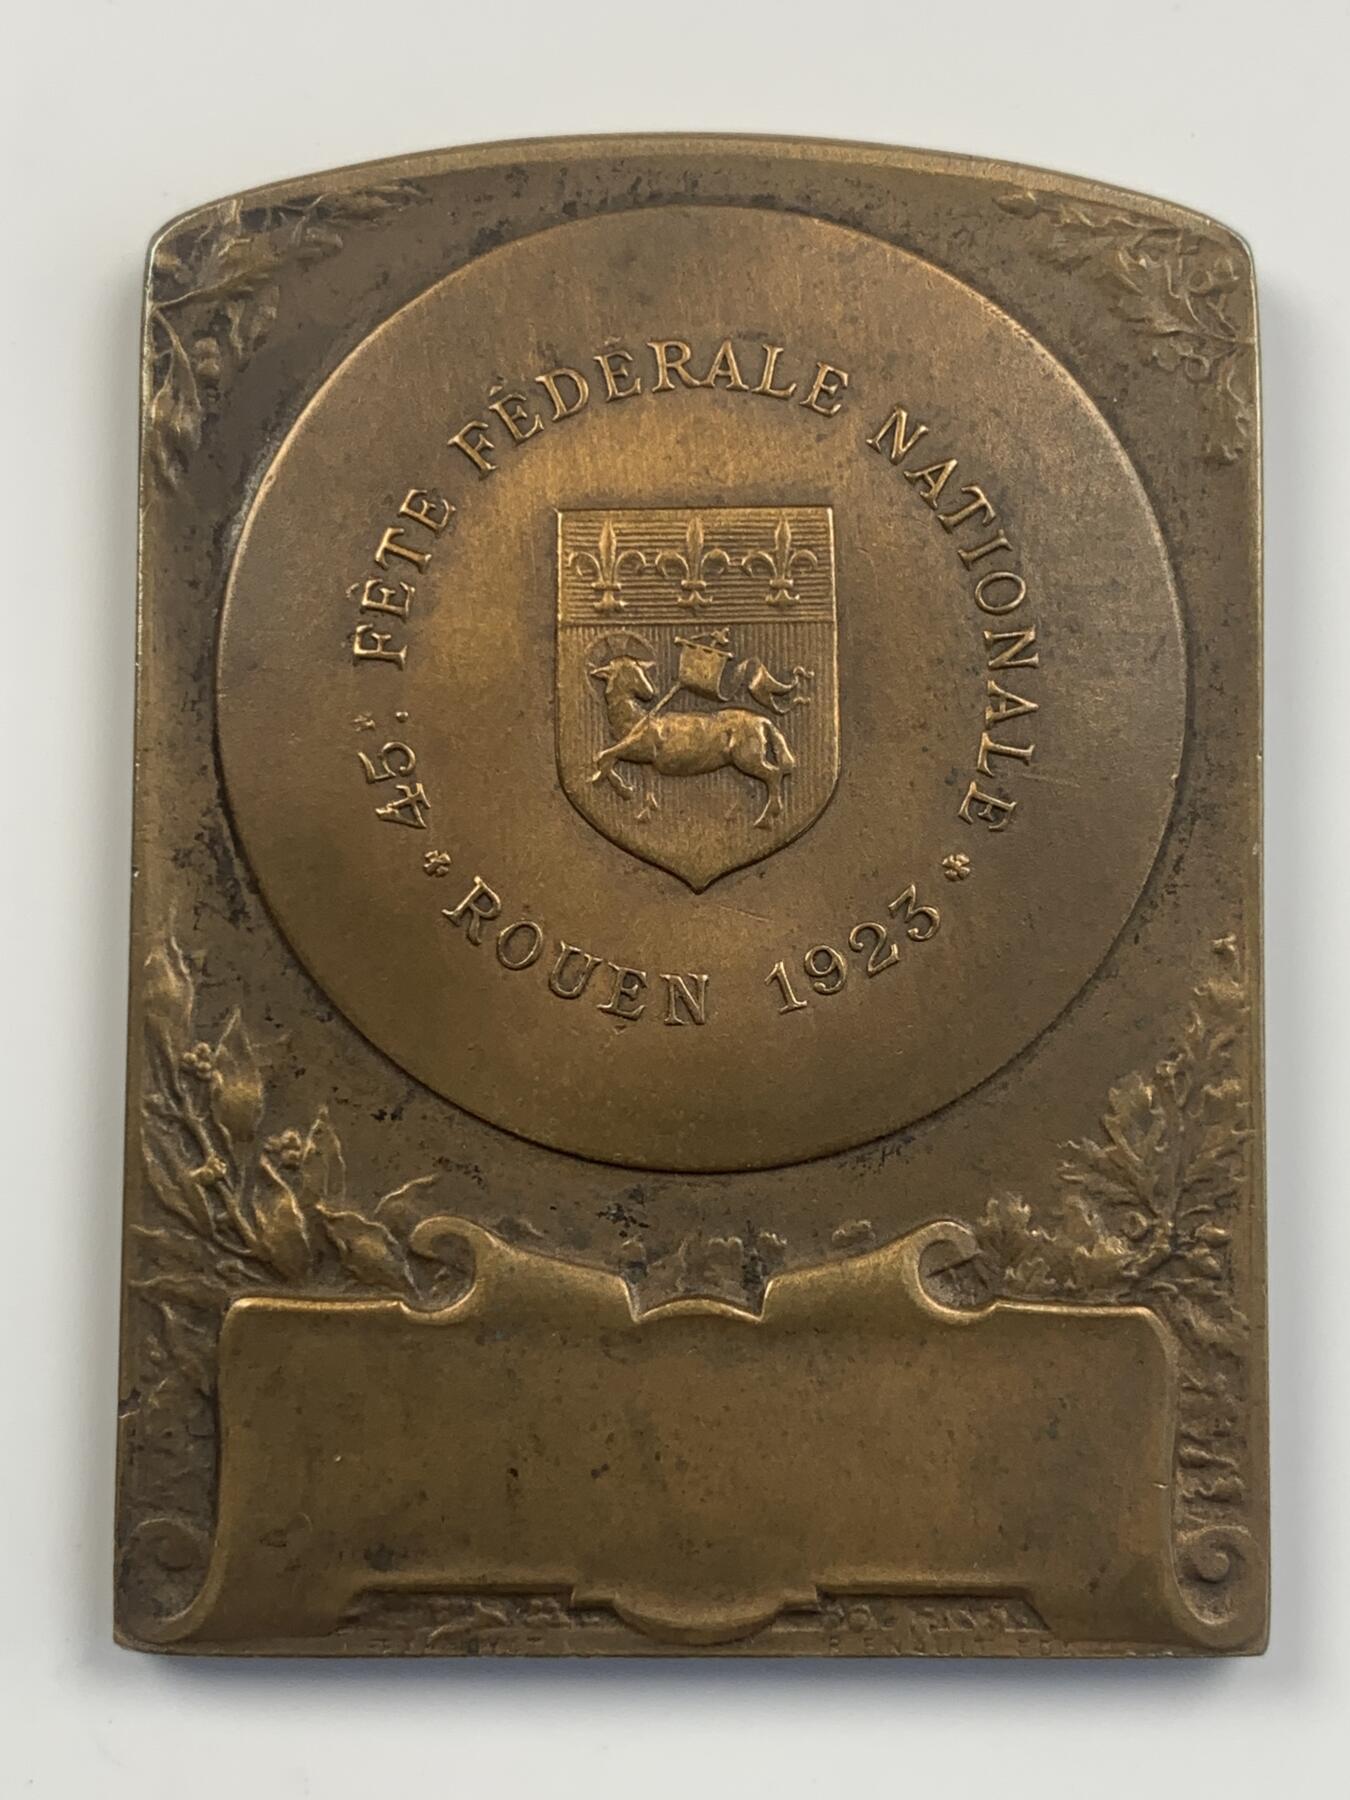 45ᵉ. FÊTE FÉDÉRALE NATIONALE
* ROUEN 1923 *